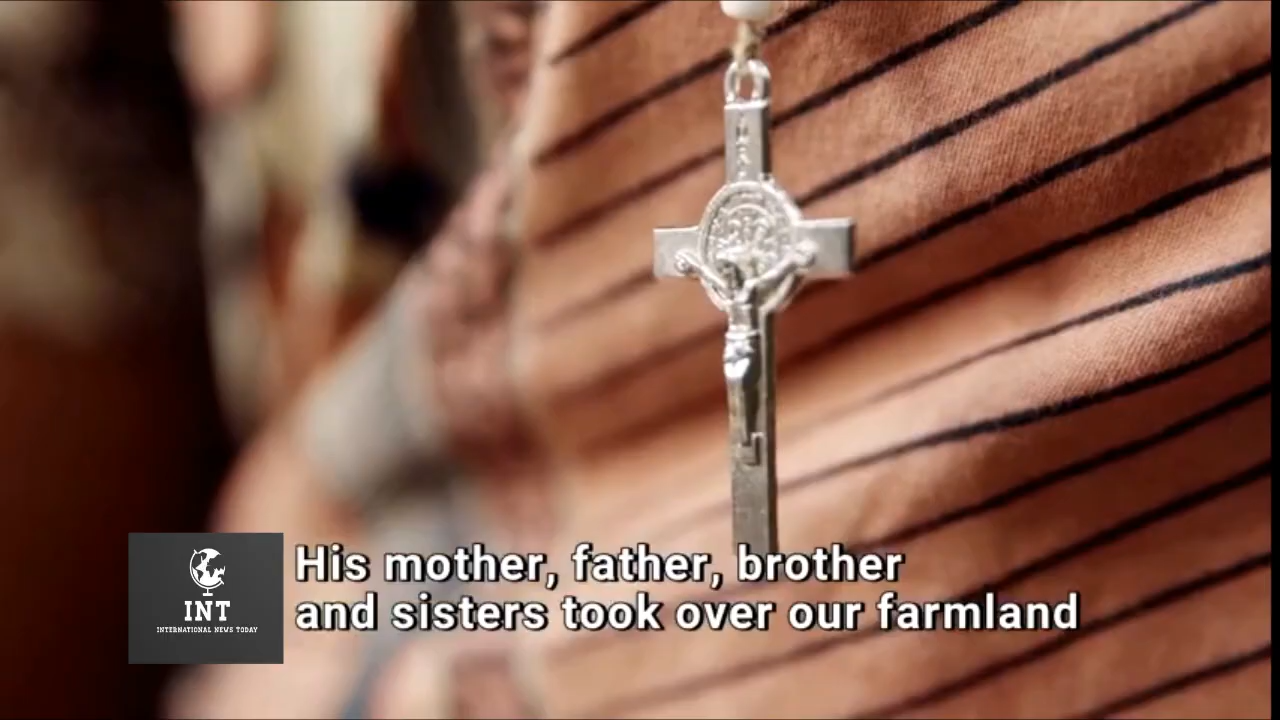 INT
INTERNATIONAL NEWS TODAY
His mother, father, brother
and sisters took over our farmland